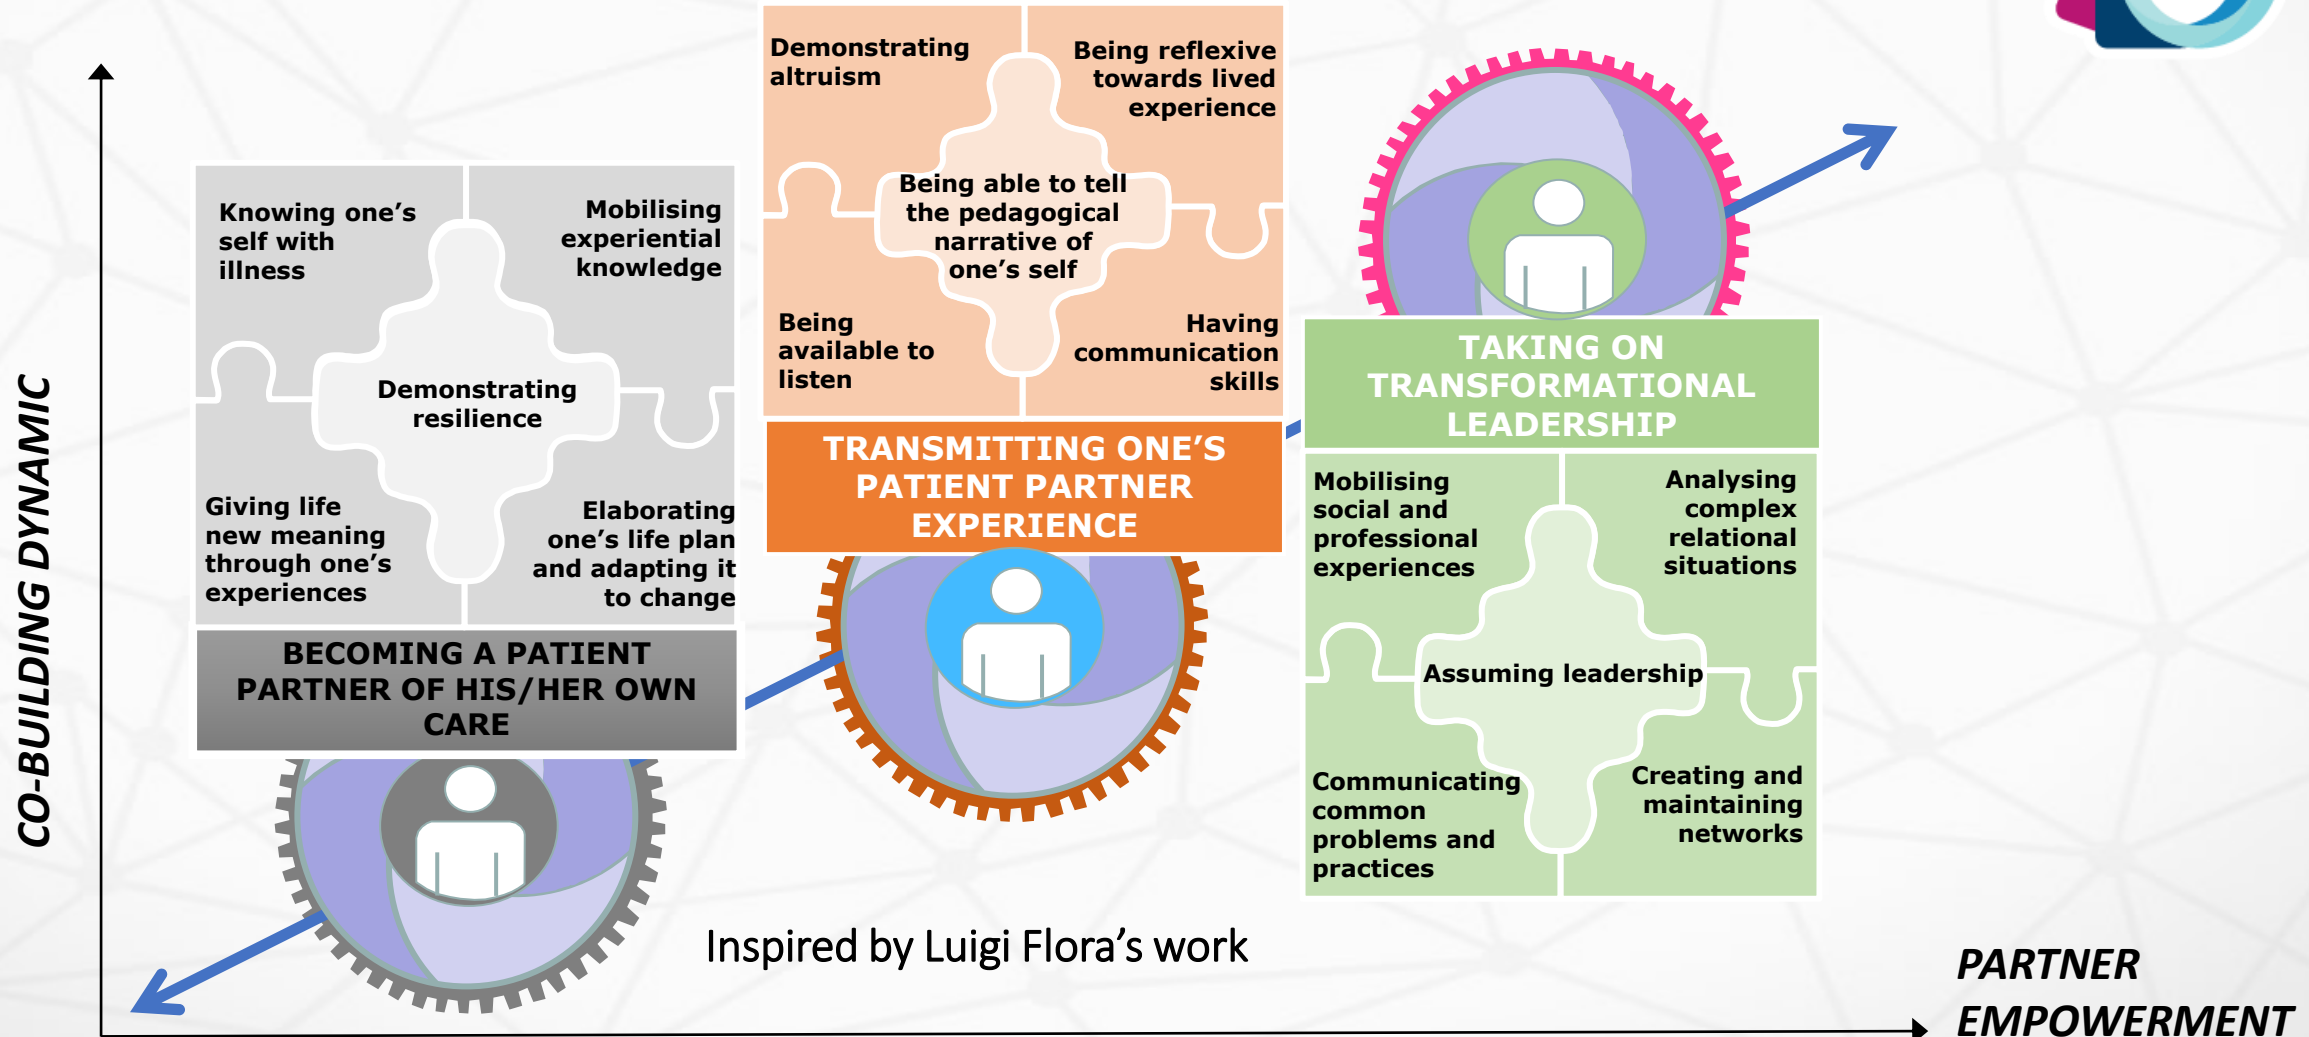 CO-BUILDING DYNAMIC
Knowing one's
self with
illness
Mobilising
experiential
knowledge
Demonstrating
resilience
Giving life
new meaning
through one's
experiences
Elaborating
one's life plan
and adapting it
to change
BECOMING A PATIENT
PARTNER OF HIS/HER OWN
CARE
Demonstrating
altruism
Being reflexive
towards lived
experience
Being able to tell
the pedagogical
narrative of
one's self
Being
available to
listen
Having
communication
skills
TRANSMITTING ONE'S
PATIENT PARTNER
EXPERIENCE
TAKING ON
TRANSFORMATIONAL
LEADERSHIP
Mobilising
social and
professional
experiences
Analysing
complex
relational
situations
Assuming leadership
Communicating
common
problems and
practices
Creating and
maintaining
networks
Inspired by Luigi Flora's work
PARTNER
EMPOWERMENT